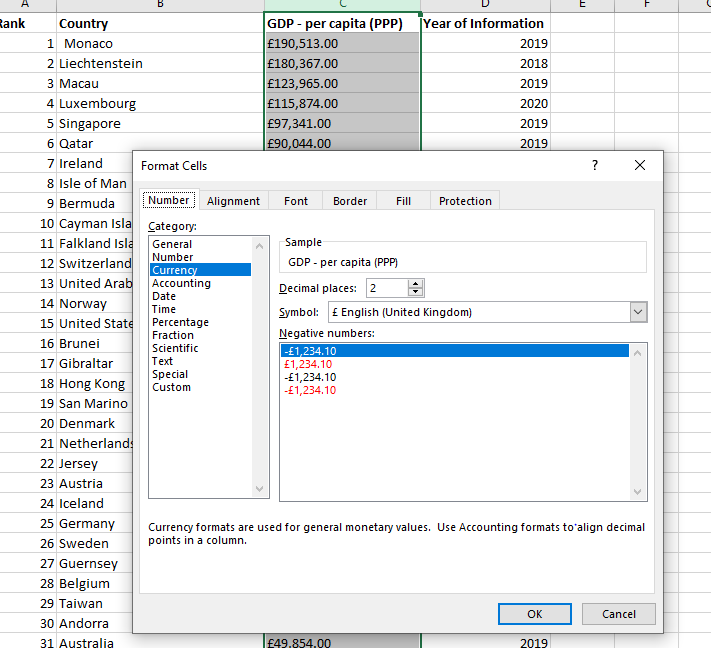 A B C D E F
Rank Country GDP - per capita (PPP) Year of Information
1 Monaco £190,513.00 2019
2 Liechtenstein £180,367.00 2018
3 Macau £123,965.00 2019
4 Luxembourg £115,874.00 2020
5 Singapore £97,341.00 2019
6 Qatar £90,044.00 2019
7 Ireland
8 Isle of Man
9 Bermuda
10 Cayman Isla
11 Falkland Isla
12 Switzerland
13 United Arab
14 Norway
15 United State
16 Brunei
17 Gibraltar
18 Hong Kong
19 San Marino
20 Denmark
21 Netherlands
22 Jersey
23 Austria
24 Iceland
25 Germany
26 Sweden
27 Guernsey
28 Belgium
29 Taiwan
30 Andorra
31 Australia £49,854.00 2019
Format Cells ?
Number Alignment Font Border Fill Protection
Category:
General
Number
Currency
Accounting
Date
Time
Percentage
Fraction
Scientific
Text
Special
Custom
Sample
GDP - per capita (PPP)
Decimal places: 2
Symbol: £ English (United Kingdom)
Negative numbers:
-£1,234.10
£1,234.10
-£1,234.10
-£1,234.10
Currency formats are used for general monetary values. Use Accounting formats to align decimal
points in a column.
OK Cancel